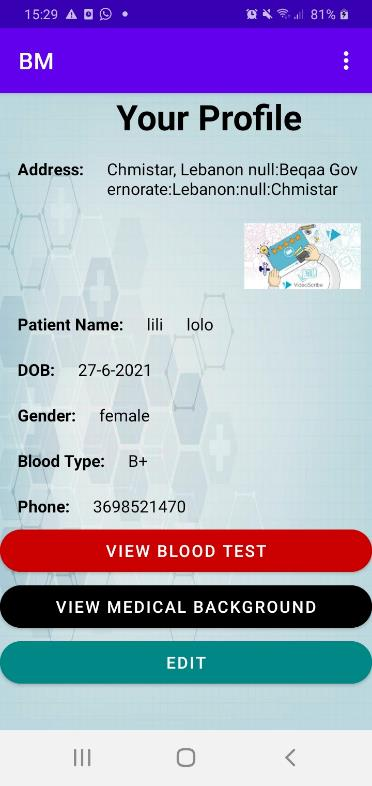 15:29 81%
BM
Your Profile
Address: Chmistar, Lebanon null:Beqaa Gov
ernorate:Lebanon:null:Chmistar
VideoScribe
Patient Name: lili lolo
DOB: 27-6-2021
Gender: female
Blood Type: B+
Phone: 3698521470
VIEW BLOOD TEST
VIEW MEDICAL BACKGROUND
EDIT